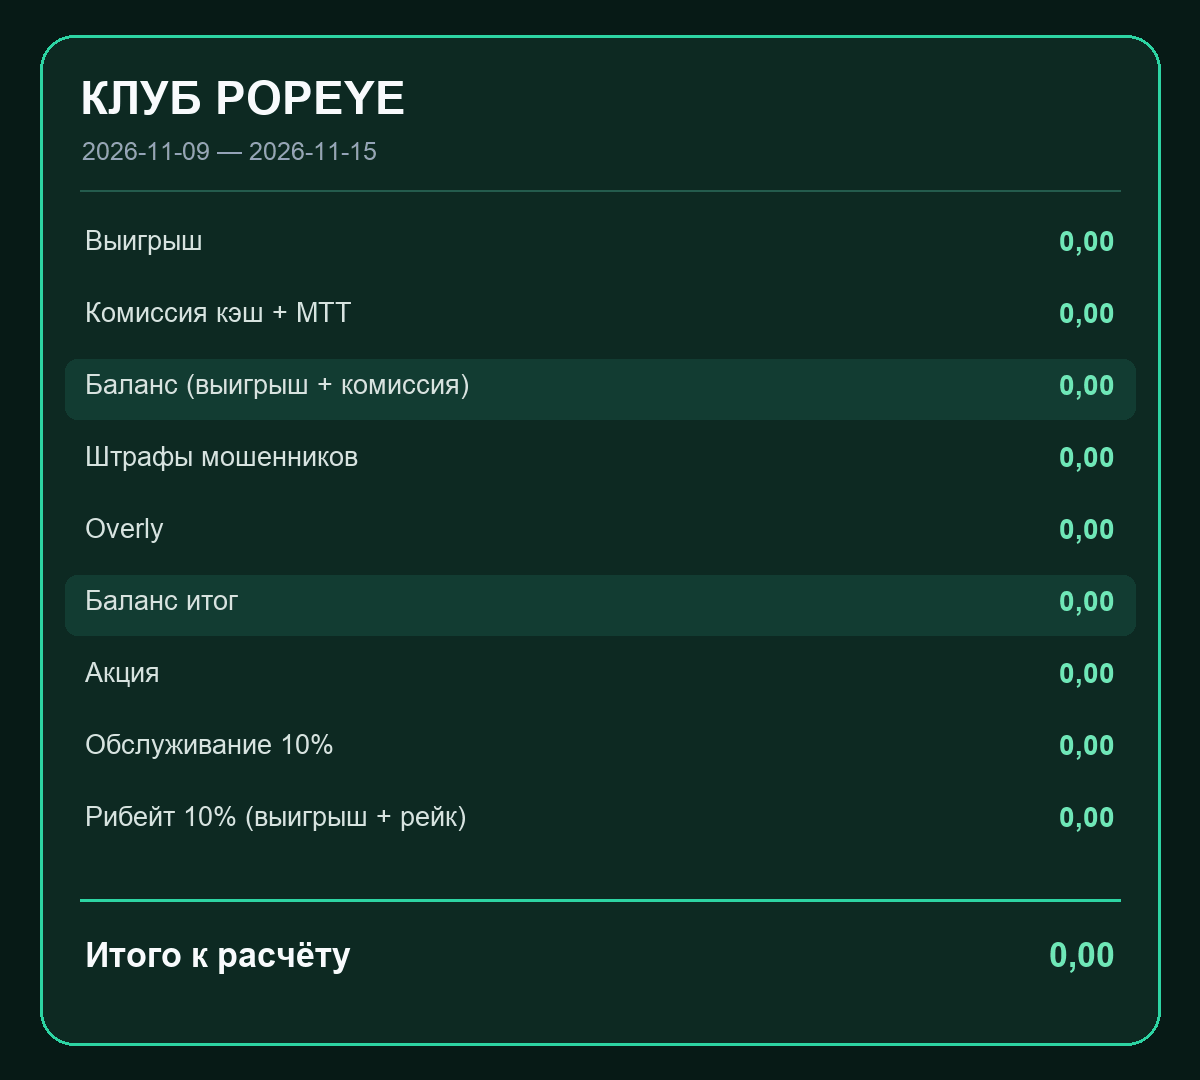 КЛУБ POPEYE
2026-11-09 — 2026-11-15
Выигрыш 0,00
Комиссия кэш + МТТ 0,00
Баланс (выигрыш + комиссия) 0,00
Штрафы мошенников 0,00
Overly 0,00
Баланс итог 0,00
Акция 0,00
Обслуживание 10% 0,00
Рибейт 10% (выигрыш + рейк) 0,00
Итого к расчёту 0,00